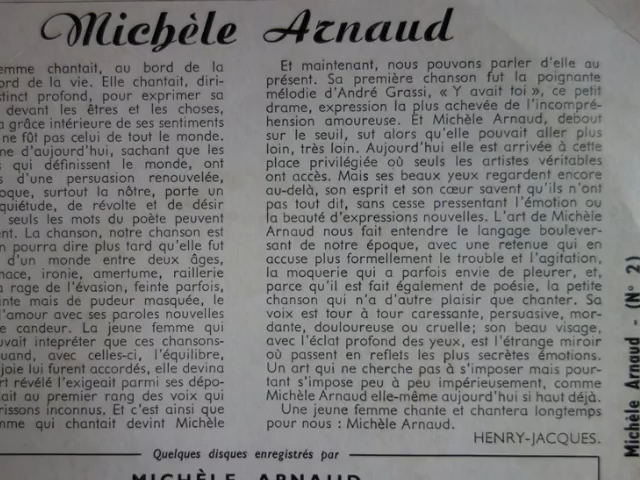 Michèle Arnaud
emme chantait, au bord de la
ord de la vie. Elle chantait, diri-
stinct profond, pour exprimer sa
devant les êtres et les choses,
a grâce intérieure de ses sentiments
ne fût pas celui de tout le monde.
ne d'aujourd'hui, sachant que les
s qui définissent le monde, ont
s d'une persuasion renouvelée,
oque, surtout la nôtre, porte un
quiétude, de révolte et de désir
seuls les mots du poète peuvent
ent. La chanson, notre chanson est
n pourra dire plus tard qu'elle fut
d'un monde entre deux âges,
nace, ironie, amertume, raillerie
a rage de l'évasion, feinte parfois,
inte mais de pudeur masquée, le
l'amour avec ses paroles nouvelles
e candeur. La jeune femme qui
uvait intepréter que ces chansons-
uand, avec celles-ci, l'équilibre,
joie lui furent accordés, elle devina
rt révélé l'exigeait parmi ses dépo-
tait au premier rang des voix qui
rissons inconnus. Et c'est ainsi que
mme qui chantait devint Michèle
Et maintenant, nous pouvons parler d'elle au
présent. Sa première chanson fut la poignante
mélodie d'André Grassi, « Y avait toi », ce petit
drame, expression la plus achevée de l'incompré-
hension amoureuse. Et Michèle Arnaud, debout
sur le seuil, sut alors qu'elle pouvait aller plus
loin, très loin. Aujourd'hui elle est arrivée à cette
place privilégiée où seuls les artistes véritables
ont accès. Mais ses beaux yeux regardent encore
au-delà, son esprit et son cœur savent qu'ils n'ont
pas tout dit, sans cesse pressentant l'émotion ou
la beauté d'expressions nouvelles. L'art de Michèle
Arnaud nous fait entendre le langage boulever-
sant de notre époque, avec une retenue qui en
accuse plus formellement le trouble et l'agitation,
la moquerie qui a parfois envie de pleurer, et,
parce qu'il est fait également de poésie, la petite
chanson qui n'a d'autre plaisir que chanter. Sa
voix est tour à tour caressante, persuasive, mor-
dante, douloureuse ou cruelle; son beau visage,
avec l'éclat profond des yeux, est l'étrange miroir
où passent en reflets les plus secrètes émotions.
Un art qui ne cherche pas à s'imposer mais pour-
tant s'impose peu à peu impérieusement, comme
Michèle Arnaud elle-même aujourd'hui si haut déjà.
Une jeune femme chante et chantera longtemps
pour nous : Michèle Arnaud.
HENRY-JACQUES.
Quelques disques enregistrés par
MICHÈLE ARNAUD
Michèle Arnaud - (N° 2)